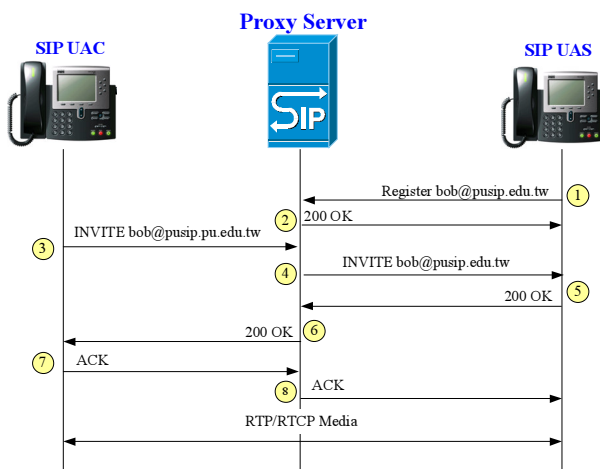 Proxy Server
SIP UAC
SIP UAS
SIP
Register bob@pusip.edu.tw
1
2
200 OK
3
INVITE bob@pusip.pu.edu.tw
4
INVITE bob@pusip.edu.tw
5
200 OK
200 OK
6
7
ACK
8
ACK
RTP/RTCP Media